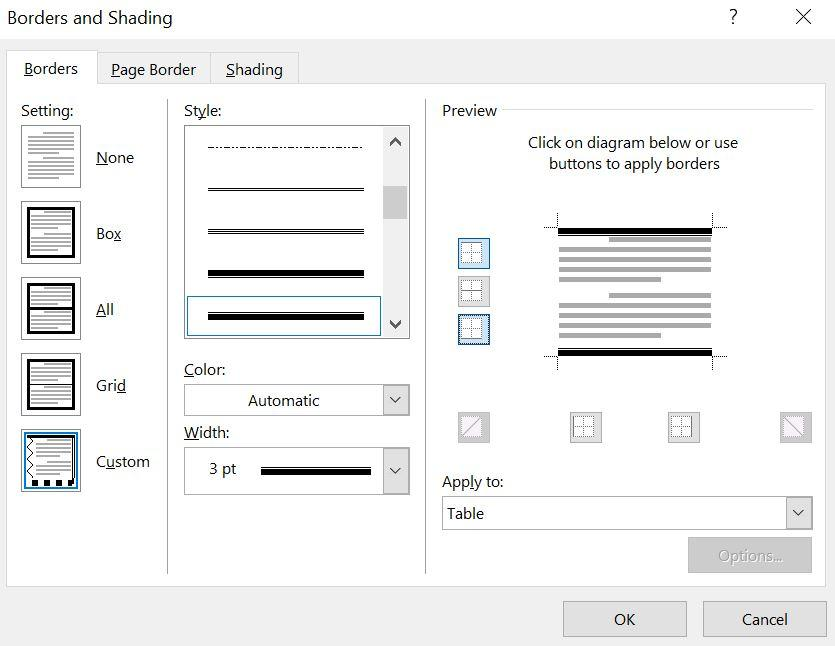 Borders and Shading
?
Borders
Page Border
Shading
Setting:
None
Box
All
Grid
Custom
Style:
Color:
Automatic
Width:
3 pt
Preview
Click on diagram below or use
buttons to apply borders
Apply to:
Table
Options...
OK
Cancel